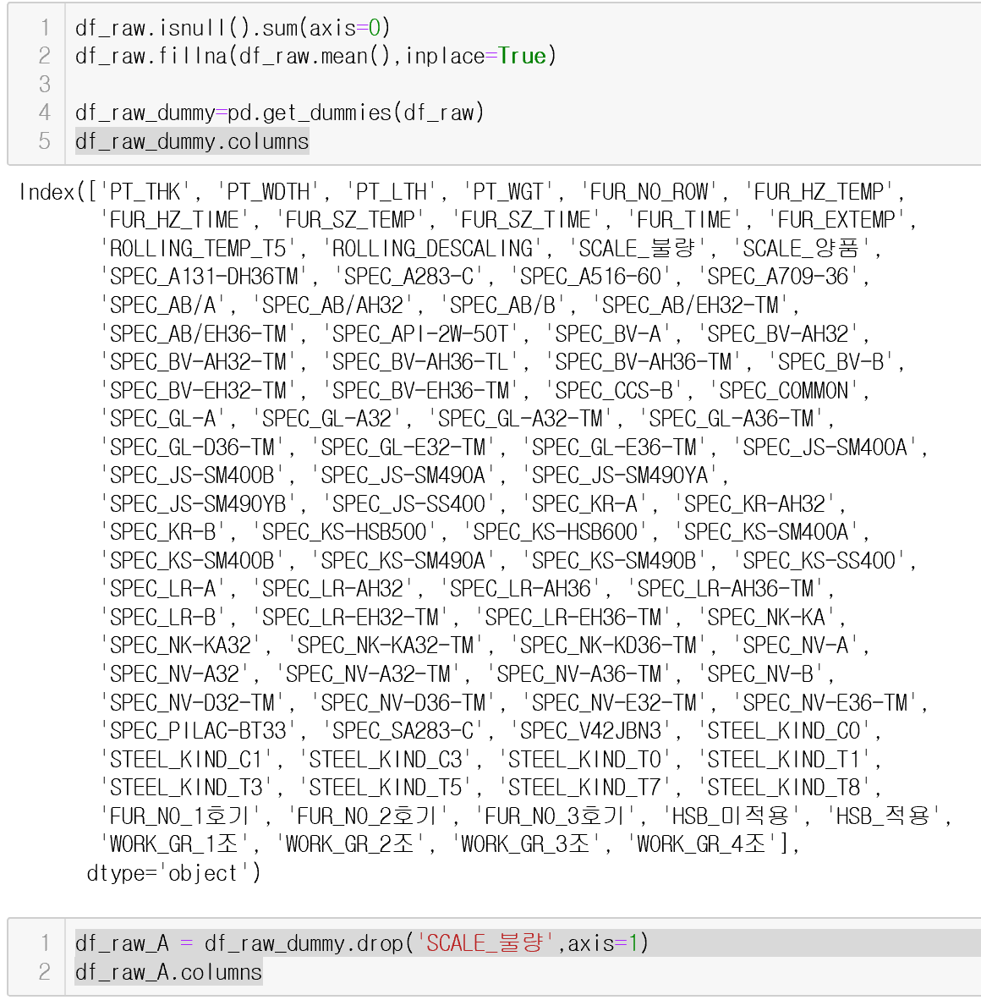 1 df_raw.isnull().sum(axis=0)
2 df_raw.fillna(df_raw.mean(),inplace=True)
3
4 df_raw_dummy=pd.get_dummies(df_raw)
5 df_raw_dummy.columns
Index(['PT_THK', 'PT_WDTH', 'PT_LTH', 'PT_WGT', 'FUR_NO_ROW', 'FUR_HZ_TEMP',
'FUR_HZ_TIME', 'FUR_SZ_TEMP', 'FUR_SZ_TIME', 'FUR_TIME', 'FUR_EXTEMP',
'ROLLING_TEMP_T5', 'ROLLING_DESCALING', 'SCALE_불량', 'SCALE_양품',
'SPEC_A131-DH36TM', 'SPEC_A283-C', 'SPEC_A516-60', 'SPEC_A709-36',
'SPEC_AB/A', 'SPEC_AB/AH32', 'SPEC_AB/B', 'SPEC_AB/EH32-TM',
'SPEC_AB/EH36-TM', 'SPEC_API-2W-50T', 'SPEC_BV-A', 'SPEC_BV-AH32',
'SPEC_BV-AH32-TM', 'SPEC_BV-AH36-TL', 'SPEC_BV-AH36-TM', 'SPEC_BV-B',
'SPEC_BV-EH32-TM', 'SPEC_BV-EH36-TM', 'SPEC_CCS-B', 'SPEC_COMMON',
'SPEC_GL-A', 'SPEC_GL-A32', 'SPEC_GL-A32-TM', 'SPEC_GL-A36-TM',
'SPEC_GL-D36-TM', 'SPEC_GL-E32-TM', 'SPEC_GL-E36-TM', 'SPEC_JS-SM400A',
'SPEC_JS-SM400B', 'SPEC_JS-SM490A', 'SPEC_JS-SM490YA',
'SPEC_JS-SM490YB', 'SPEC_JS-SS400', 'SPEC_KR-A', 'SPEC_KR-AH32',
'SPEC_KR-B', 'SPEC_KS-HSB500', 'SPEC_KS-HSB600', 'SPEC_KS-SM400A',
'SPEC_KS-SM400B', 'SPEC_KS-SM490A', 'SPEC_KS-SM490B', 'SPEC_KS-SS400',
'SPEC_LR-A', 'SPEC_LR-AH32', 'SPEC_LR-AH36', 'SPEC_LR-AH36-TM',
'SPEC_LR-B', 'SPEC_LR-EH32-TM', 'SPEC_LR-EH36-TM', 'SPEC_NK-KA',
'SPEC_NK-KA32', 'SPEC_NK-KA32-TM', 'SPEC_NK-KD36-TM', 'SPEC_NV-A',
'SPEC_NV-A32', 'SPEC_NV-A32-TM', 'SPEC_NV-A36-TM', 'SPEC_NV-B',
'SPEC_NV-D32-TM', 'SPEC_NV-D36-TM', 'SPEC_NV-E32-TM', 'SPEC_NV-E36-TM',
'SPEC_PILAC-BT33', 'SPEC_SA283-C', 'SPEC_V42JBN3', 'STEEL_KIND_C0',
'STEEL_KIND_C1', 'STEEL_KIND_C3', 'STEEL_KIND_T0', 'STEEL_KIND_T1',
'STEEL_KIND_T3', 'STEEL_KIND_T5', 'STEEL_KIND_T7', 'STEEL_KIND_T8',
'FUR_NO_1호기', 'FUR_NO_2호기', 'FUR_NO_3호기', 'HSB_미적용', 'HSB_적용',
'WORK_GR_1조', 'WORK_GR_2조', 'WORK_GR_3조', 'WORK_GR_4조'],
dtype='object')
1 df_raw_A = df_raw_dummy.drop('SCALE_불량',axis=1)
2 df_raw_A.columns